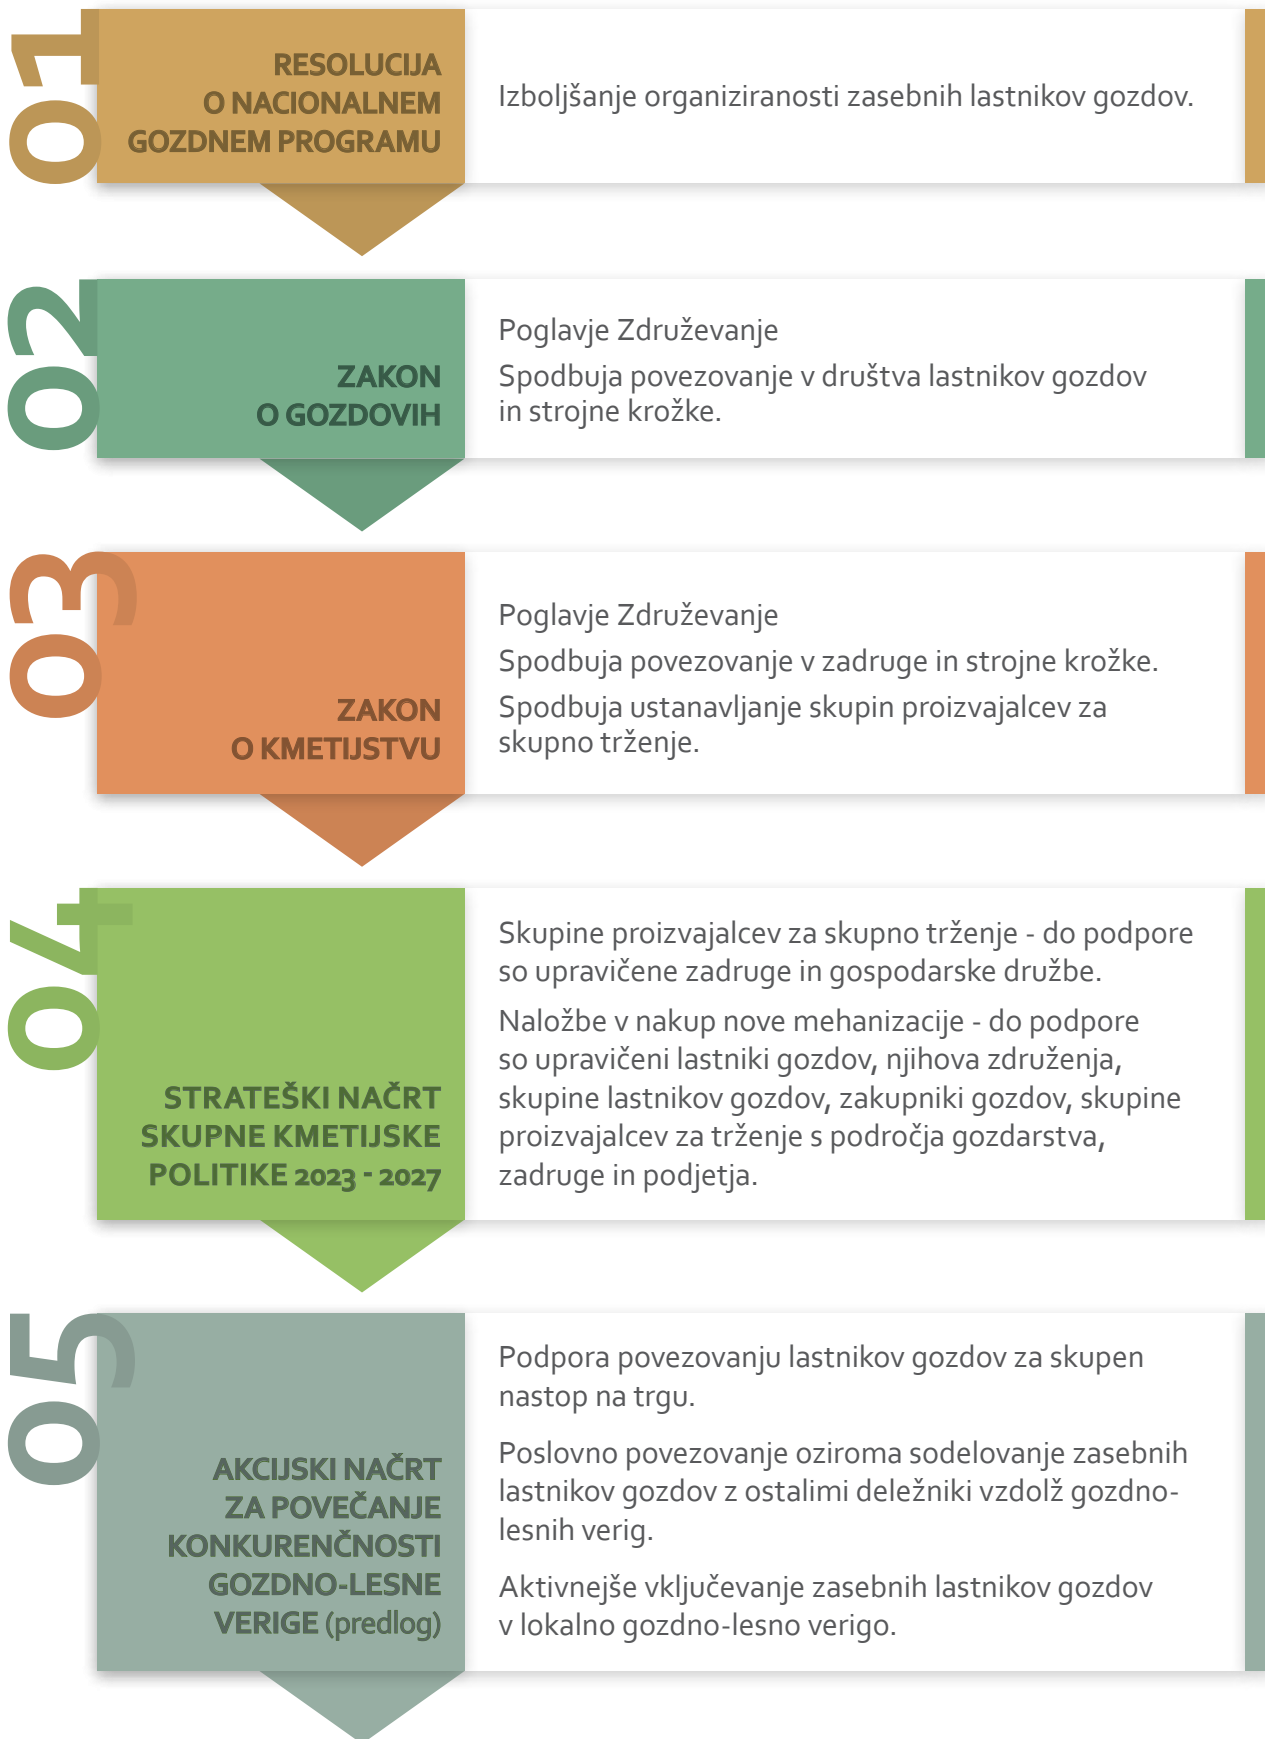 01
RESOLUCIJA
O NACIONALNEM
GOZDNEM PROGRAMU
Izboljšanje organiziranosti zasebnih lastnikov gozdov.
02
ZAKON
O GOZDOVIH
Poglavje Združevanje
Spodbuja povezovanje v društva lastnikov gozdov
in strojne krožke.
03
ZAKON
O KMETIJSTVU
Poglavje Združevanje
Spodbuja povezovanje v zadruge in strojne krožke.
Spodbuja ustanavljanje skupin proizvajalcev za
skupno trženje.
04
STRATEŠKI NAČRT
SKUPNE KMETIJSKE
POLITIKE 2023 - 2027
Skupine proizvajalcev za skupno trženje - do podpore
so upravičene zadruge in gospodarske družbe.
Naložbe v nakup nove mehanizacije - do podpore
so upravičeni lastniki gozdov, njihova združenja,
skupine lastnikov gozdov, zakupniki gozdov, skupine
proizvajalcev za trženje s področja gozdarstva,
zadruge in podjetja.
05
AKCIJSKI NAČRT
ZA POVEČANJE
KONKURENČNOSTI
GOZDNO-LESNE
VERIGE (predlog)
Podpora povezovanju lastnikov gozdov za skupen
nastop na trgu.
Poslovno povezovanje oziroma sodelovanje zasebnih
lastnikov gozdov z ostalimi deležniki vzdolž gozdno-
lesnih verig.
Aktivnejše vključevanje zasebnih lastnikov gozdov
v lokalno gozdno-lesno verigo.